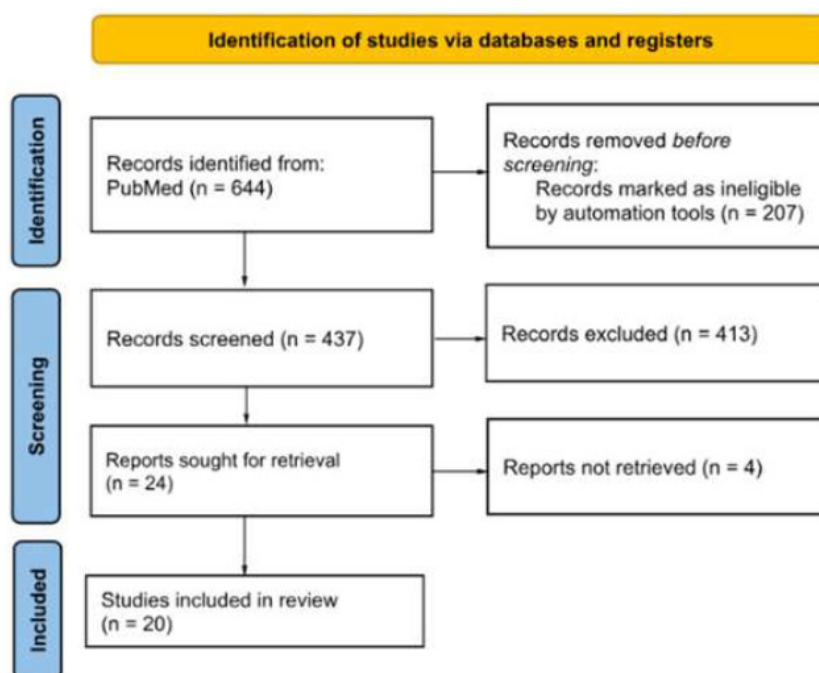 Identification of studies via databases and registers
Identification
Records identified from:
PubMed (n = 644)
Records removed before
screening:
Records marked as ineligible
by automation tools (n = 207)
Screening
Records screened (n = 437)
Records excluded (n = 413)
Reports sought for retrieval
(n = 24)
Reports not retrieved (n = 4)
Included
Studies included in review
(n = 20)